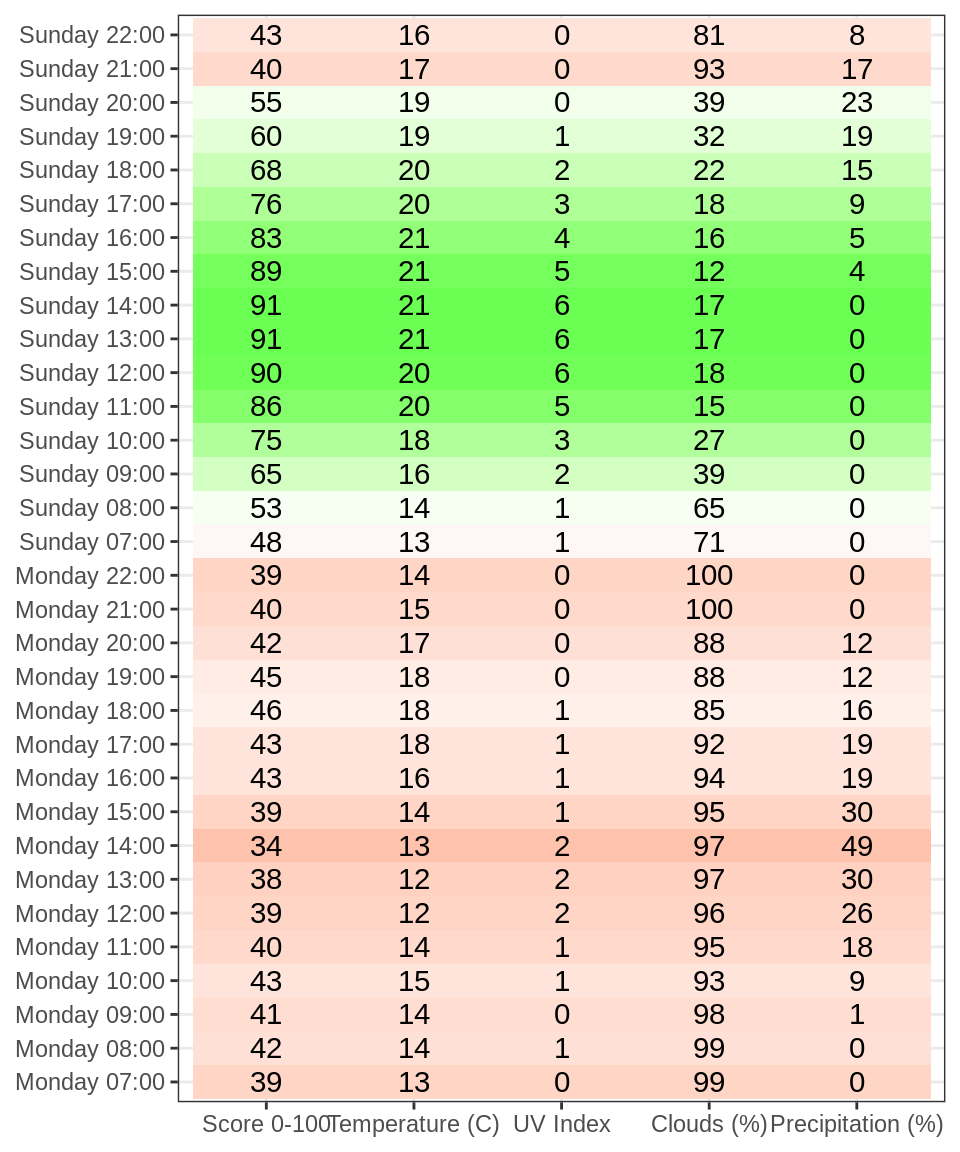 Sunday 22:00 43 16 0 81 8
Sunday 21:00 40 17 0 93 17
Sunday 20:00 55 19 0 39 23
Sunday 19:00 60 19 1 32 19
Sunday 18:00 68 20 2 22 15
Sunday 17:00 76 20 3 18 9
Sunday 16:00 83 21 4 16 5
Sunday 15:00 89 21 5 12 4
Sunday 14:00 91 21 6 17 0
Sunday 13:00 91 21 6 17 0
Sunday 12:00 90 20 6 18 0
Sunday 11:00 86 20 5 15 0
Sunday 10:00 75 18 3 27 0
Sunday 09:00 65 16 2 39 0
Sunday 08:00 53 14 1 65 0
Sunday 07:00 48 13 1 71 0
Monday 22:00 39 14 0 100 0
Monday 21:00 40 15 0 100 0
Monday 20:00 42 17 0 88 12
Monday 19:00 45 18 0 88 12
Monday 18:00 46 18 1 85 16
Monday 17:00 43 18 1 92 19
Monday 16:00 43 16 1 94 19
Monday 15:00 39 14 1 95 30
Monday 14:00 34 13 2 97 49
Monday 13:00 38 12 2 97 30
Monday 12:00 39 12 2 96 26
Monday 11:00 40 14 1 95 18
Monday 10:00 43 15 1 93 9
Monday 09:00 41 14 0 98 1
Monday 08:00 42 14 1 99 0
Monday 07:00 39 13 0 99 0
Score 0-100 Temperature (C) UV Index Clouds (%) Precipitation (%)